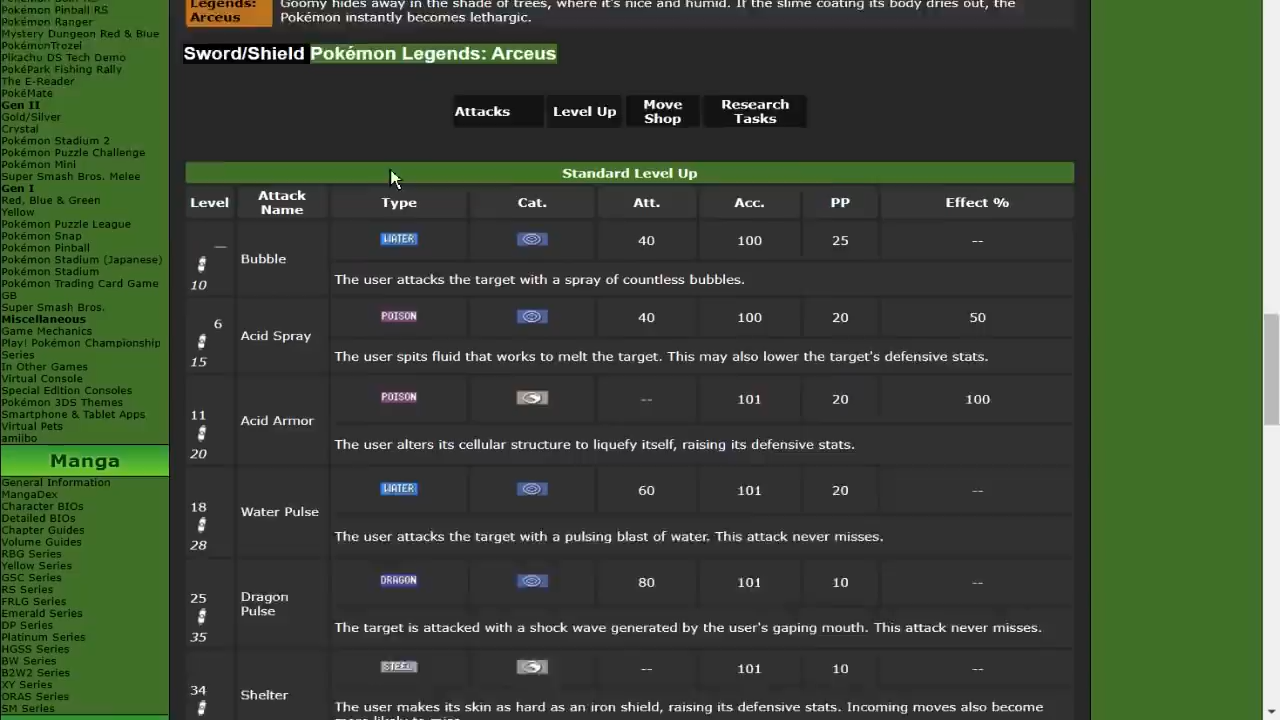 Pokémon Pinball RS
Pokémon Ranger
Mystery Dungeon Red & Blue
PokémonTrozei
Pikachu DS Tech Demo
PokéPark Fishing Rally
The E-Reader
PokéMate
Gen II
Gold/Silver
Crystal
Pokémon Stadium 2
Pokémon Puzzle Challenge
Pokémon Mini
Super Smash Bros. Melee
Gen I
Red, Blue & Green
Yellow
Pokémon Puzzle League
Pokémon Snap
Pokémon Pinball
Pokémon Stadium (Japanese)
Pokémon Stadium
Pokémon Trading Card Game
GB
Super Smash Bros.
Miscellaneous
Game Mechanics
Play! Pokémon Championship
Series
In Other Games
Virtual Console
Special Edition Consoles
Pokémon 3DS Themes
Smartphone & Tablet Apps
Virtual Pets
amiibo
Manga
General Information
MangaDex
Character BIOs
Detailed BIOs
Chapter Guides
Volume Guides
RBG Series
Yellow Series
GSC Series
RS Series
FRLG Series
Emerald Series
DP Series
Platinum Series
HGSS Series
BW Series
B2W2 Series
XY Series
ORAS Series
SM Series
Legends:
Arceus
Goomy hides away in the shade of trees, where it's nice and humid. If the slime coating its body dries out, the
Pokémon instantly becomes lethargic.
Sword/Shield Pokémon Legends: Arceus
Attacks Level Up Move Shop Research Tasks
Standard Level Up
Level Attack Name Type Cat. Att. Acc. PP Effect %
— 10 Bubble WATER 40 100 25 --
The user attacks the target with a spray of countless bubbles.
6 15 Acid Spray POISON 40 100 20 50
The user spits fluid that works to melt the target. This may also lower the target's defensive stats.
11 20 Acid Armor POISON -- 101 20 100
The user alters its cellular structure to liquefy itself, raising its defensive stats.
18 28 Water Pulse WATER 60 101 20 --
The user attacks the target with a pulsing blast of water. This attack never misses.
25 35 Dragon Pulse DRAGON 80 101 10 --
The target is attacked with a shock wave generated by the user's gaping mouth. This attack never misses.
34 Shelter STEEL -- 101 10 --
The user makes its skin as hard as an iron shield, raising its defensive stats. Incoming moves also become
more likely to miss.